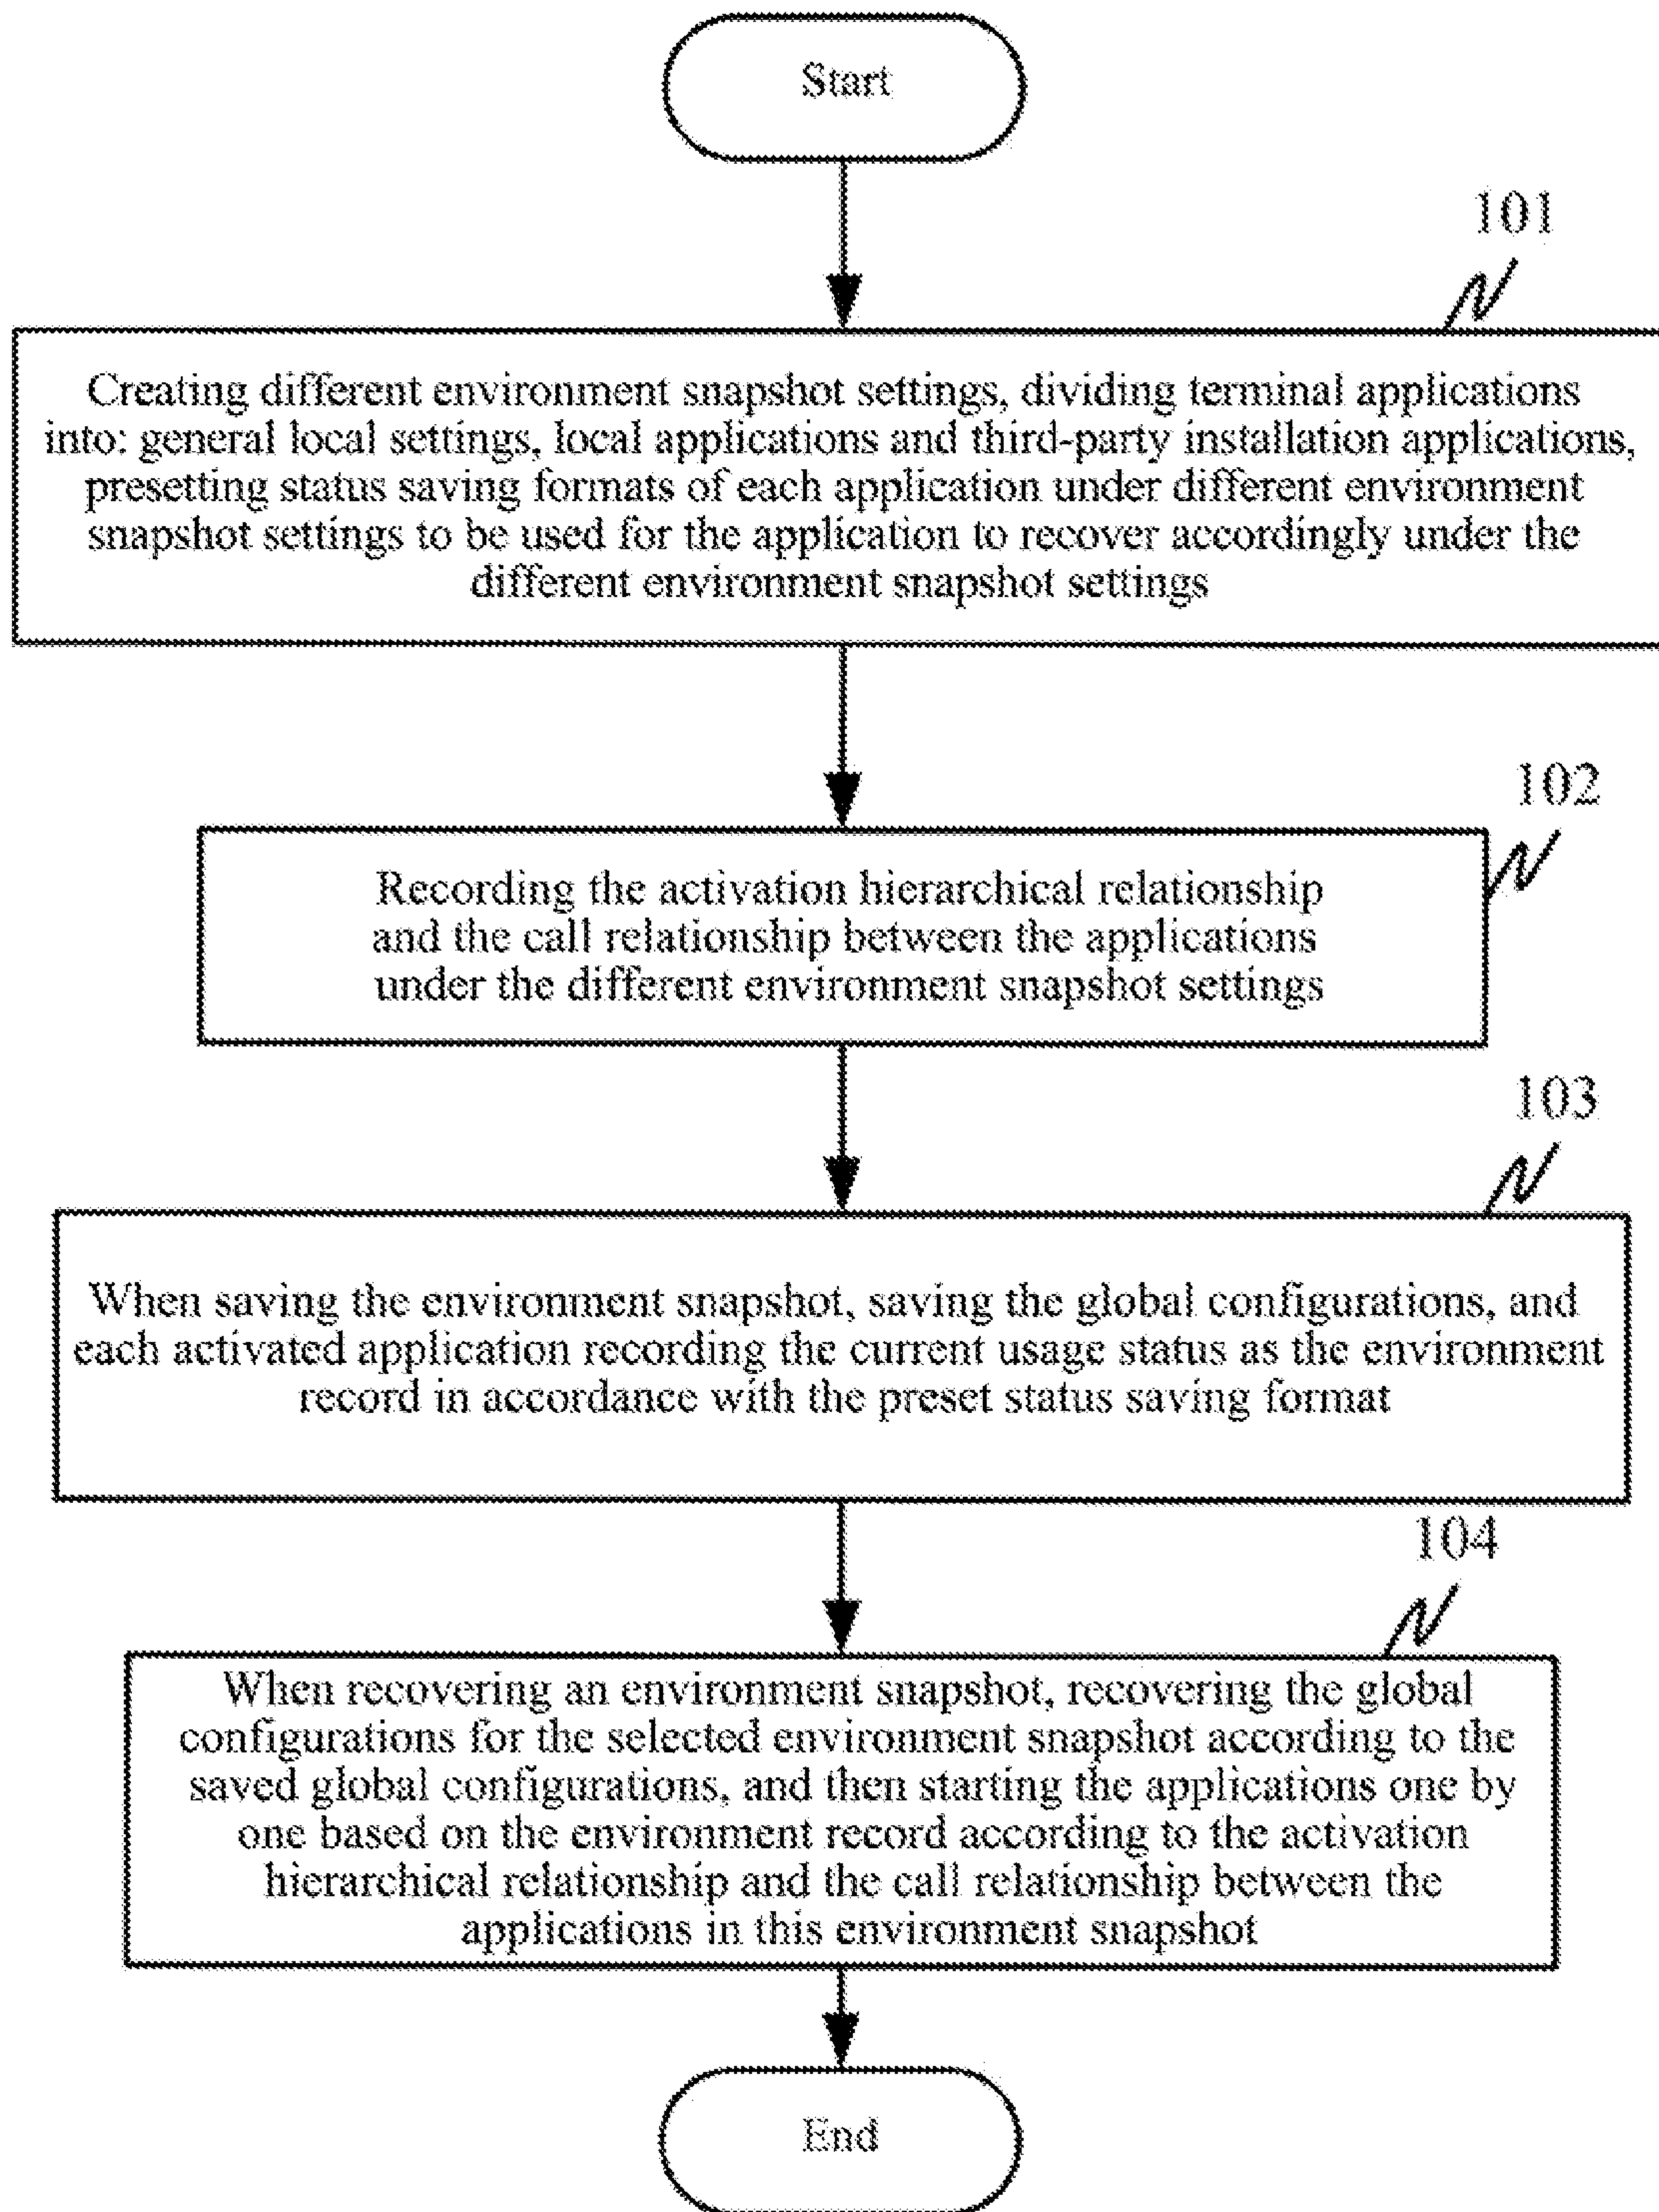 Start
101
Creating different environment snapshot settings, dividing terminal applications
into: general local settings, local applications and third-party installation applications,
presetting status saving formats of each application under different environment
snapshot settings to be used for the application to recover accordingly under the
different environment snapshot settings
102
Recording the activation hierarchical relationship
and the call relationship between the applications
under the different environment snapshot settings
103
When saving the environment snapshot, saving the global configurations, and
each activated application recording the current usage status as the environment
record in accordance with the preset status saving format
104
When recovering an environment snapshot, recovering the global
configurations for the selected environment snapshot according to the
saved global configurations, and then starting the applications one by
one based on the environment record according to the activation
hierarchical relationship and the call relationship between the
applications in this environment snapshot
End